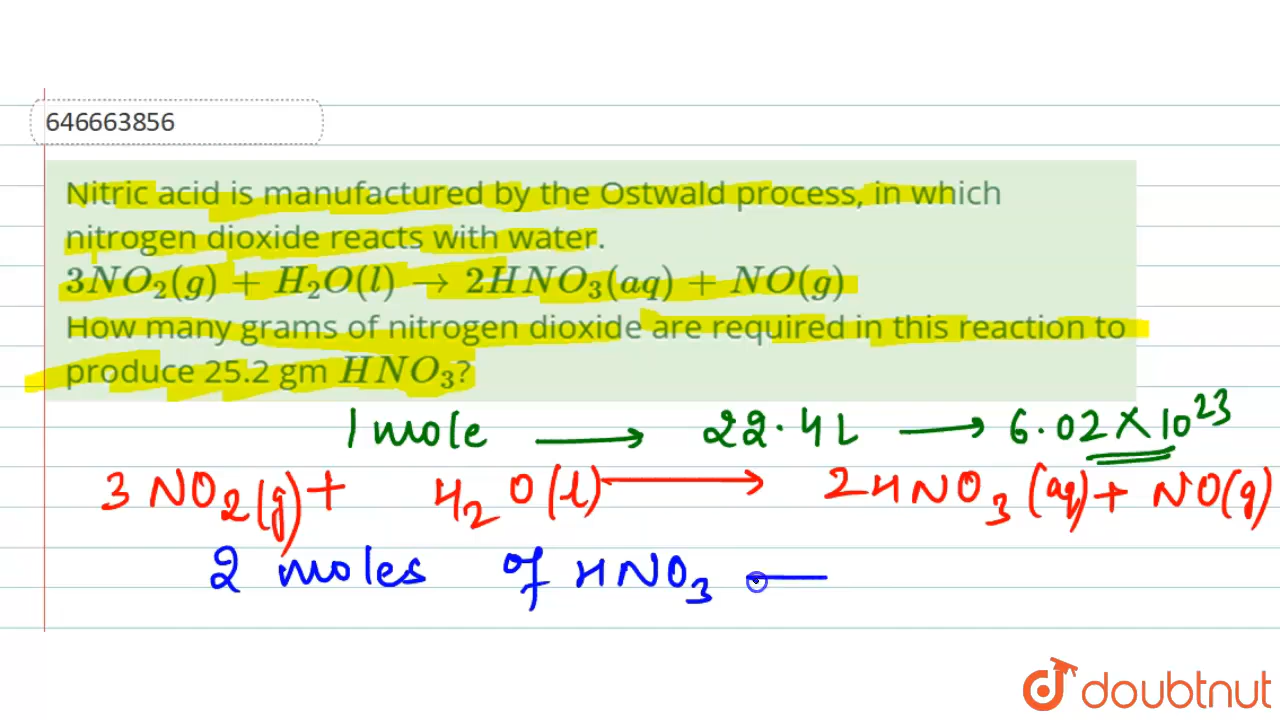 646663856
Nitric acid is manufactured by the Ostwald process, in which
nitrogen dioxide reacts with water.
3NO₂(g) + H₂O(l) → 2HNO₃(aq) + NO(g)
How many grams of nitrogen dioxide are required in this reaction to
produce 25.2 gm HNO₃?
1 mole → 22.4 L → 6.02 × 10²³
3 NO₂(g) + H₂O(l) → 2HNO₃(aq) + NO(g)
2 moles of HNO₃ —
doubtnut